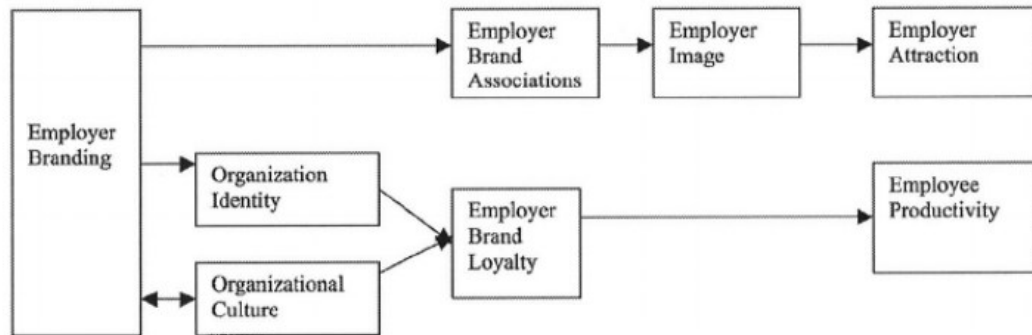 Employer
Brand
Associations
Employer
Image
Employer
Attraction
Employer
Branding
Organization
Identity
Employer
Brand
Loyalty
Employee
Productivity
Organizational
Culture